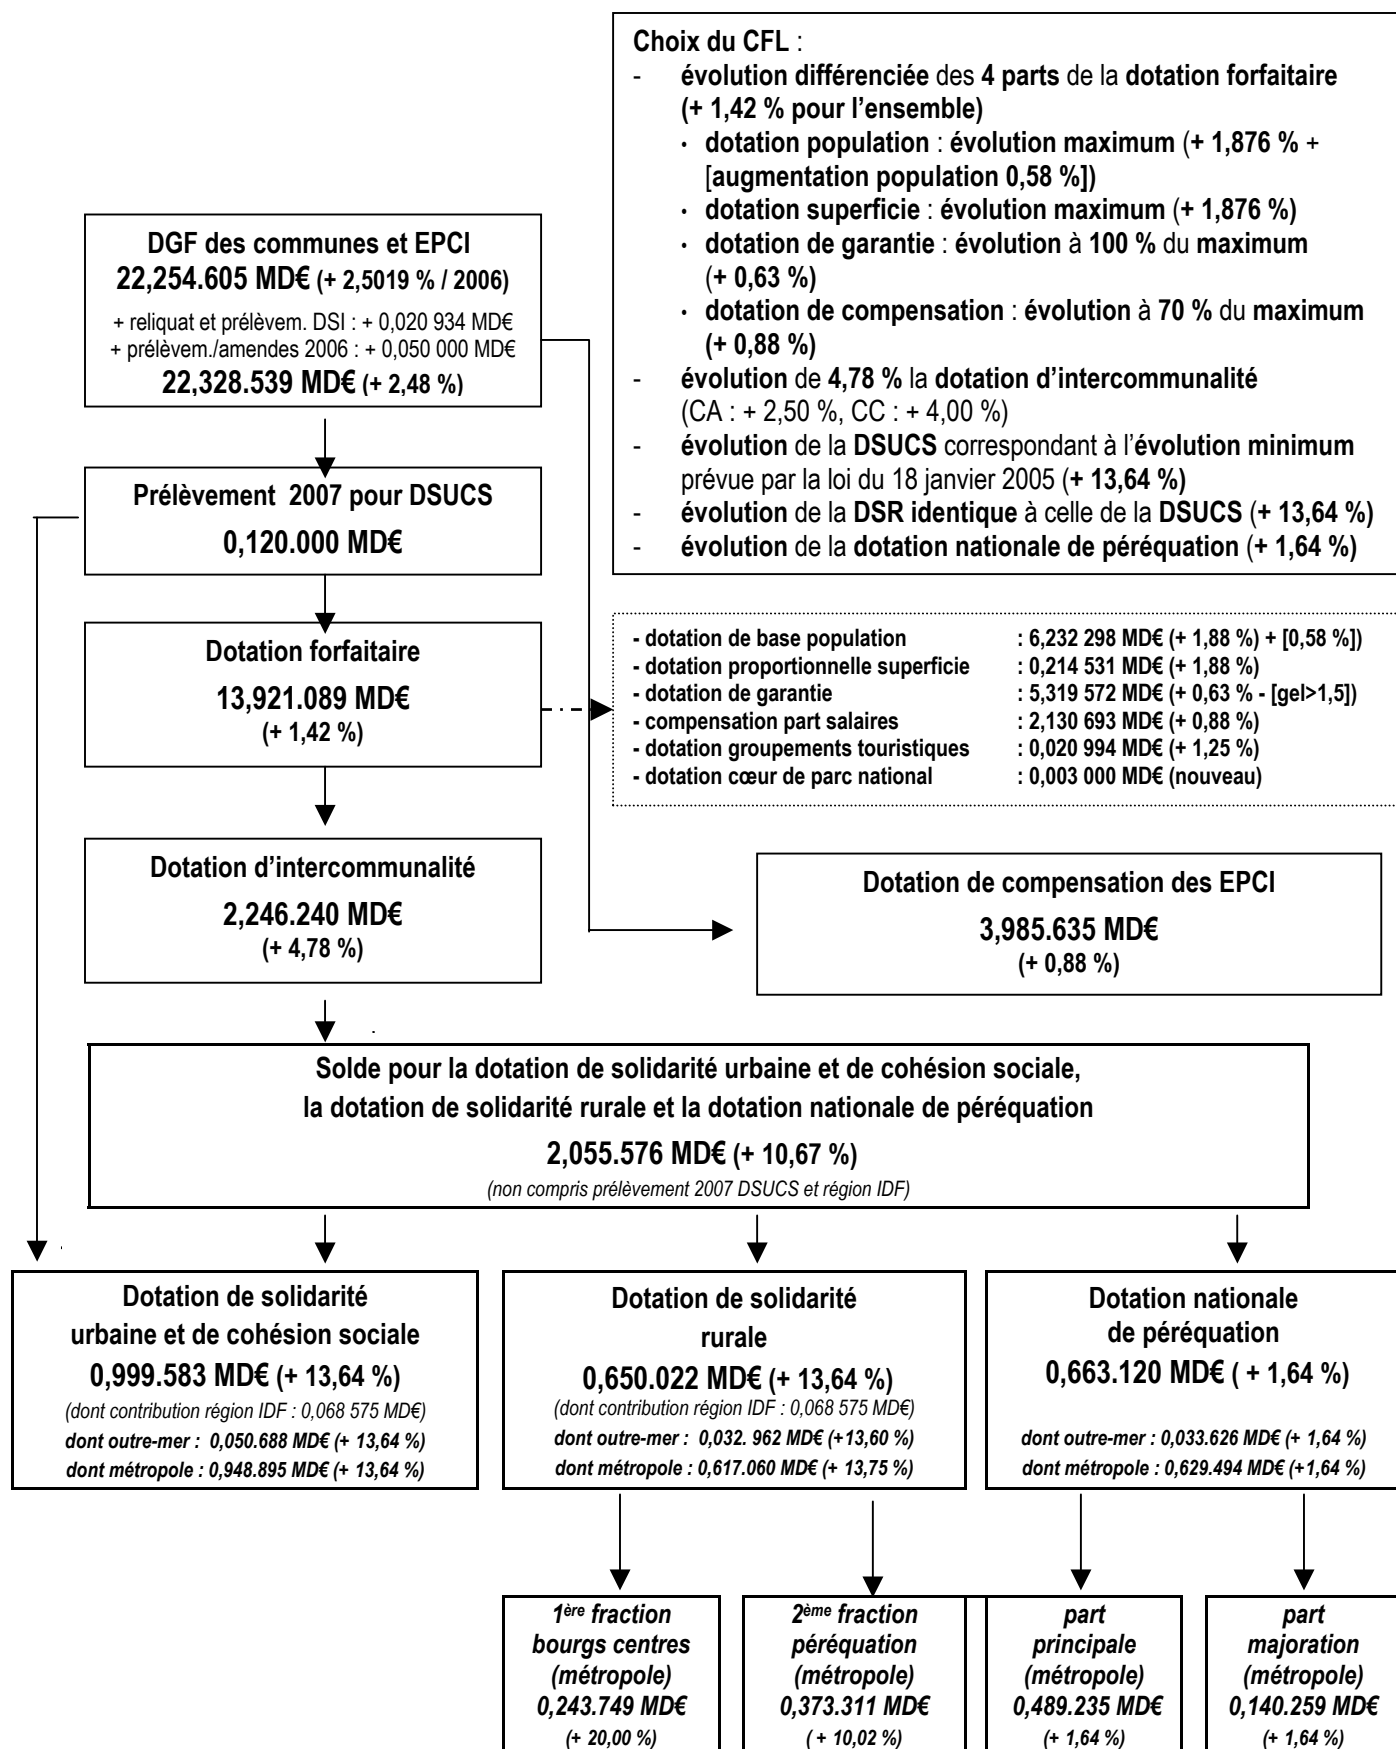 Choix du CFL :
- évolution différenciée des 4 parts de la dotation forfaitaire
(+ 1,42 % pour l'ensemble)
• dotation population : évolution maximum (+ 1,876 % +
[augmentation population 0,58 %])
• dotation superficie : évolution maximum (+ 1,876 %)
• dotation de garantie : évolution à 100 % du maximum
(+ 0,63 %)
• dotation de compensation : évolution à 70 % du maximum
(+ 0,88 %)
- évolution de 4,78 % la dotation d'intercommunalité
(CA : + 2,50 %, CC : + 4,00 %)
- évolution de la DSUCS correspondant à l'évolution minimum
prévue par la loi du 18 janvier 2005 (+ 13,64 %)
- évolution de la DSR identique à celle de la DSUCS (+ 13,64 %)
- évolution de la dotation nationale de péréquation (+ 1,64 %)
DGF des communes et EPCI
22,254.605 MD€ (+ 2,5019 % / 2006)
+ reliquat et prélèvem. DSI : + 0,020 934 MD€
+ prélèvem./amendes 2006 : + 0,050 000 MD€
22,328.539 MD€ (+ 2,48 %)
Prélèvement 2007 pour DSUCS
0,120.000 MD€
Dotation forfaitaire
13,921.089 MD€
(+ 1,42 %)
- dotation de base population : 6,232 298 MD€ (+ 1,88 %) + [0,58 %])
- dotation proportionnelle superficie : 0,214 531 MD€ (+ 1,88 %)
- dotation de garantie : 5,319 572 MD€ (+ 0,63 % - [gel>1,5])
- compensation part salaires : 2,130 693 MD€ (+ 0,88 %)
- dotation groupements touristiques : 0,020 994 MD€ (+ 1,25 %)
- dotation cœur de parc national : 0,003 000 MD€ (nouveau)
Dotation d'intercommunalité
2,246.240 MD€
(+ 4,78 %)
Dotation de compensation des EPCI
3,985.635 MD€
(+ 0,88 %)
Solde pour la dotation de solidarité urbaine et de cohésion sociale,
la dotation de solidarité rurale et la dotation nationale de péréquation
2,055.576 MD€ (+ 10,67 %)
(non compris prélèvement 2007 DSUCS et région IDF)
Dotation de solidarité
urbaine et de cohésion sociale
0,999.583 MD€ (+ 13,64 %)
(dont contribution région IDF : 0,068 575 MD€)
dont outre-mer : 0,050.688 MD€ (+ 13,64 %)
dont métropole : 0,948.895 MD€ (+ 13,64 %)
Dotation de solidarité
rurale
0,650.022 MD€ (+ 13,64 %)
(dont contribution région IDF : 0,068 575 MD€)
dont outre-mer : 0,032. 962 MD€ (+13,60 %)
dont métropole : 0,617.060 MD€ (+ 13,75 %)
Dotation nationale
de péréquation
0,663.120 MD€ ( + 1,64 %)
dont outre-mer : 0,033.626 MD€ (+ 1,64 %)
dont métropole : 0,629.494 MD€ (+1,64 %)
1ère fraction
bourgs centres
(métropole)
0,243.749 MD€
(+ 20,00 %)
2ème fraction
péréquation
(métropole)
0,373.311 MD€
( + 10,02 %)
part
principale
(métropole)
0,489.235 MD€
(+ 1,64 %)
part
majoration
(métropole)
0,140.259 MD€
(+ 1,64 %)